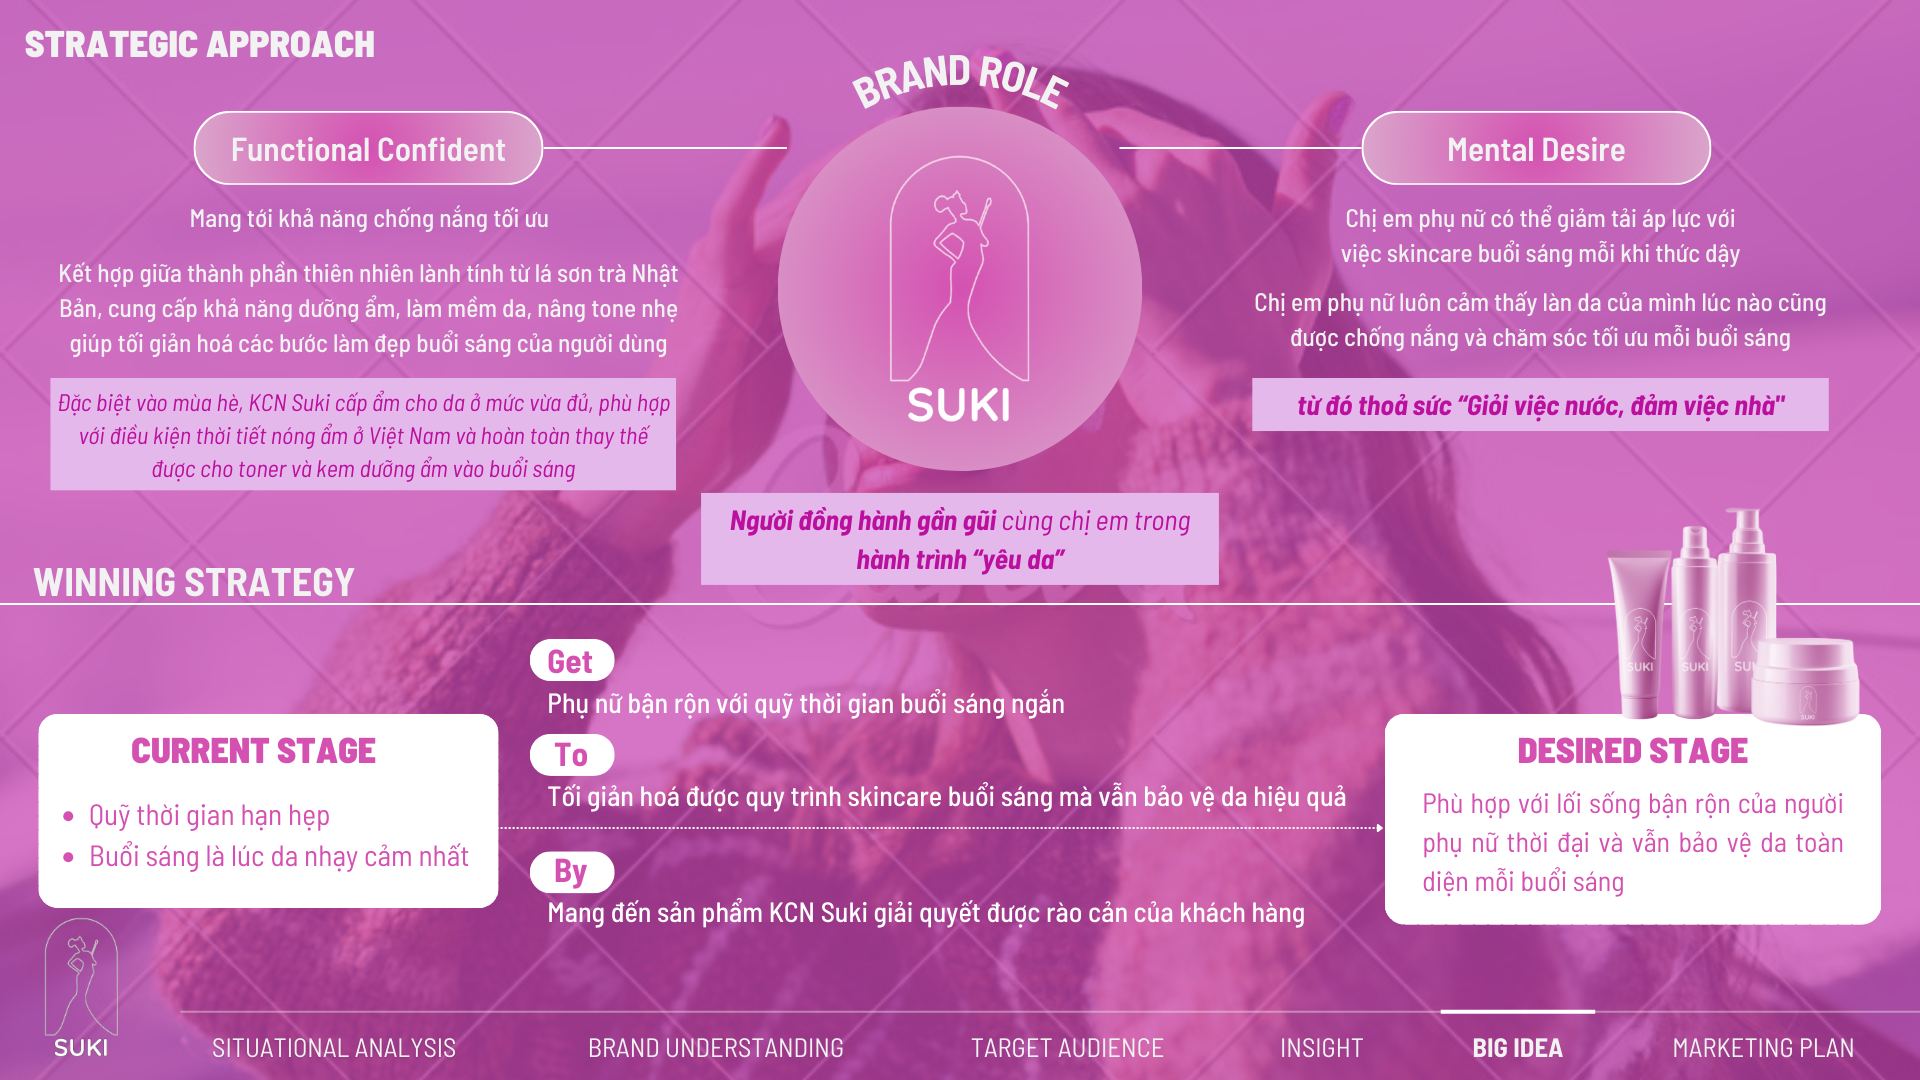 STRATEGIC APPROACH
BRAND ROLE
Functional Confident
Mang tới khả năng chống nắng tối ưu
Kết hợp giữa thành phần thiên nhiên lành tính từ lá sơn trà Nhật
Bản, cung cấp khả năng dưỡng ẩm, làm mềm da, nâng tone nhẹ
giúp tối giản hoá các bước làm đẹp buổi sáng của người dùng
Đặc biệt vào mùa hè, KCN Suki cấp ẩm cho da ở mức vừa đủ, phù hợp
với điều kiện thời tiết nóng ẩm ở Việt Nam và hoàn toàn thay thế
được cho toner và kem dưỡng ẩm vào buổi sáng
SUKI
Người đồng hành gần gũi cùng chị em trong
hành trình “yêu da”
Mental Desire
Chị em phụ nữ có thể giảm tải áp lực với
việc skincare buổi sáng mỗi khi thức dậy
Chị em phụ nữ luôn cảm thấy làn da của mình lúc nào cũng
được chống nắng và chăm sóc tối ưu mỗi buổi sáng
từ đó thoả sức “Giỏi việc nước, đảm việc nhà"
WINNING STRATEGY
CURRENT STAGE
• Quỹ thời gian hạn hẹp
• Buổi sáng là lúc da nhạy cảm nhất
Get
Phụ nữ bận rộn với quỹ thời gian buổi sáng ngắn
To
Tối giản hoá được quy trình skincare buổi sáng mà vẫn bảo vệ da hiệu quả
By
Mang đến sản phẩm KCN Suki giải quyết được rào cản của khách hàng
SUKI
SUKI
SUKI
SUKI
DESIRED STAGE
Phù hợp với lối sống bận rộn của người
phụ nữ thời đại và vẫn bảo vệ da toàn
diện mỗi buổi sáng
SUKI
SITUATIONAL ANALYSIS
BRAND UNDERSTANDING
TARGET AUDIENCE
INSIGHT
BIG IDEA
MARKETING PLAN